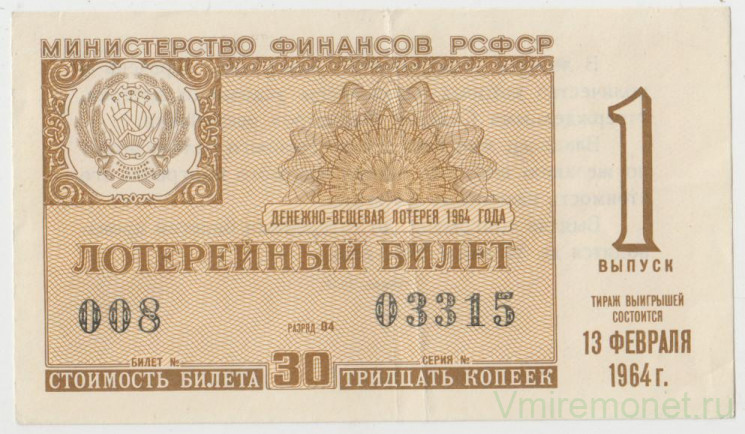 МИНИСТЕРСТВО ФИНАНСОВ РСФСР
РСФСР
ДЕНЕЖНО-ВЕЩЕВАЯ ЛОТЕРЕЯ 1964 ГОДА
ЛОТЕРЕЙНЫЙ БИЛЕТ
008 03315
РАЗРЯД 04
БИЛЕТ № СЕРИЯ №
СТОИМОСТЬ БИЛЕТА 30 ТРИДЦАТЬ КОПЕЕК
1
ВЫПУСК
ТИРАЖ ВЫИГРЫШЕЙ
СОСТОИТСЯ
13 ФЕВРАЛЯ
1964 г.
Vmiremonet.ru